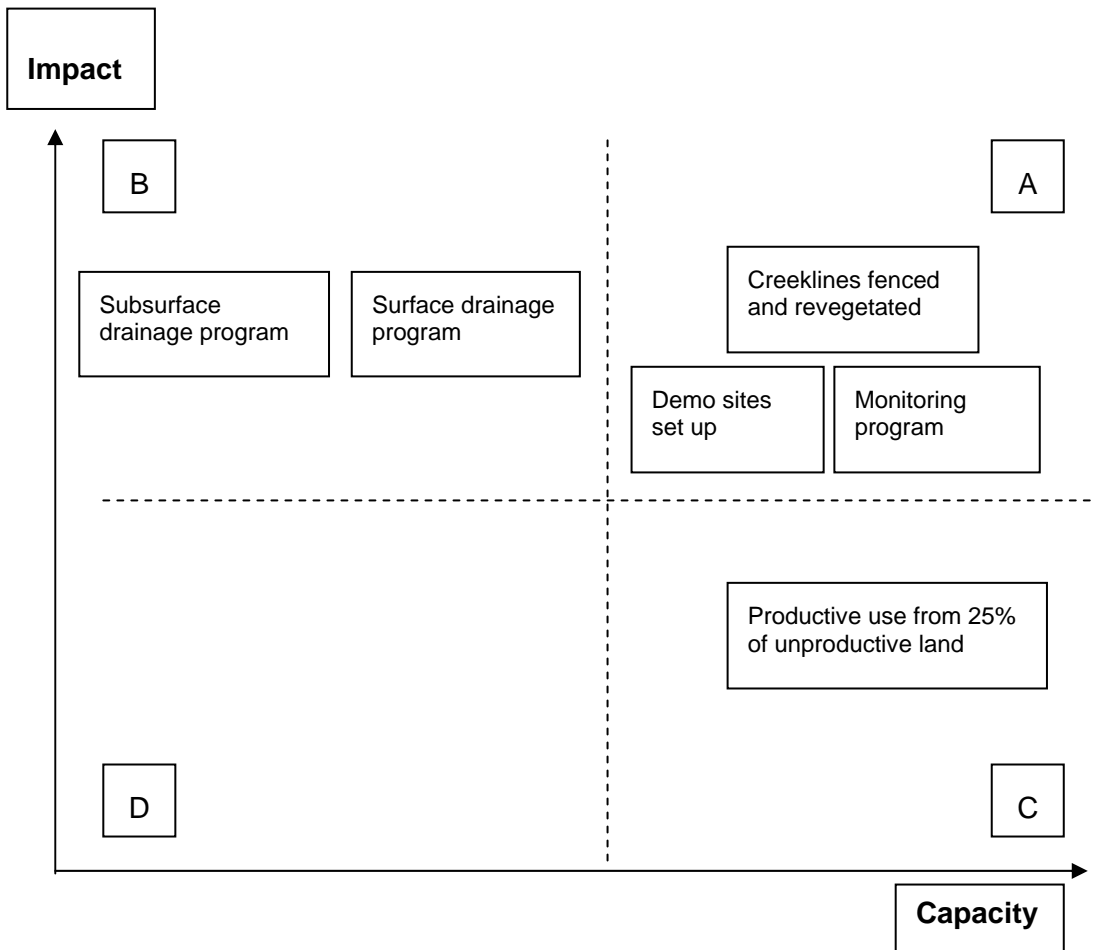 Impact
B
A
Subsurface
drainage program
Surface drainage
program
Creeklines fenced
and revegetated
Demo sites
set up
Monitoring
program
Productive use from 25%
of unproductive land
D
C
Capacity